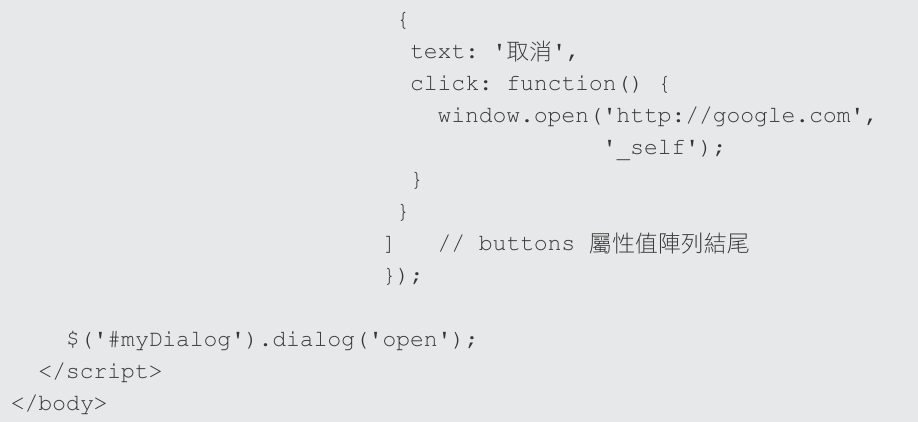 {
text: '取消',
click: function() {
window.open('http://google.com',
'_self');
}
}
]   // buttons 屬性值陣列結尾
});
$('#myDialog').dialog('open');
</script>
</body>